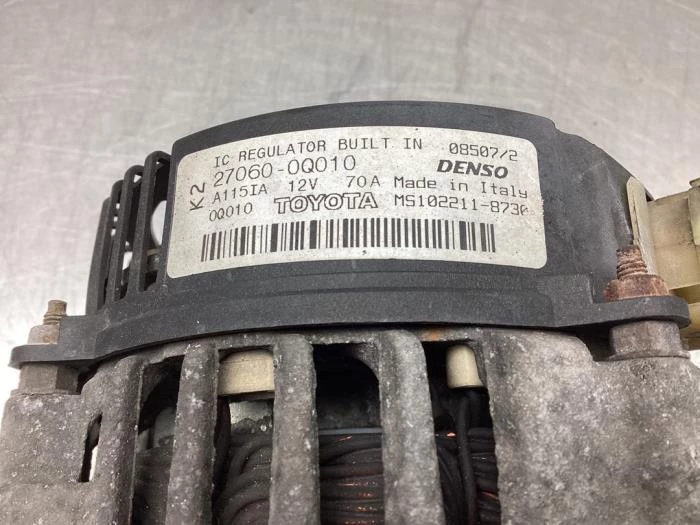 IC REGULATOR BUILT IN 08507/2
K2 27060-0Q010 DENSO
A115IA 12V 70A Made in Italy
0Q010 TOYOTA MS102211-8730